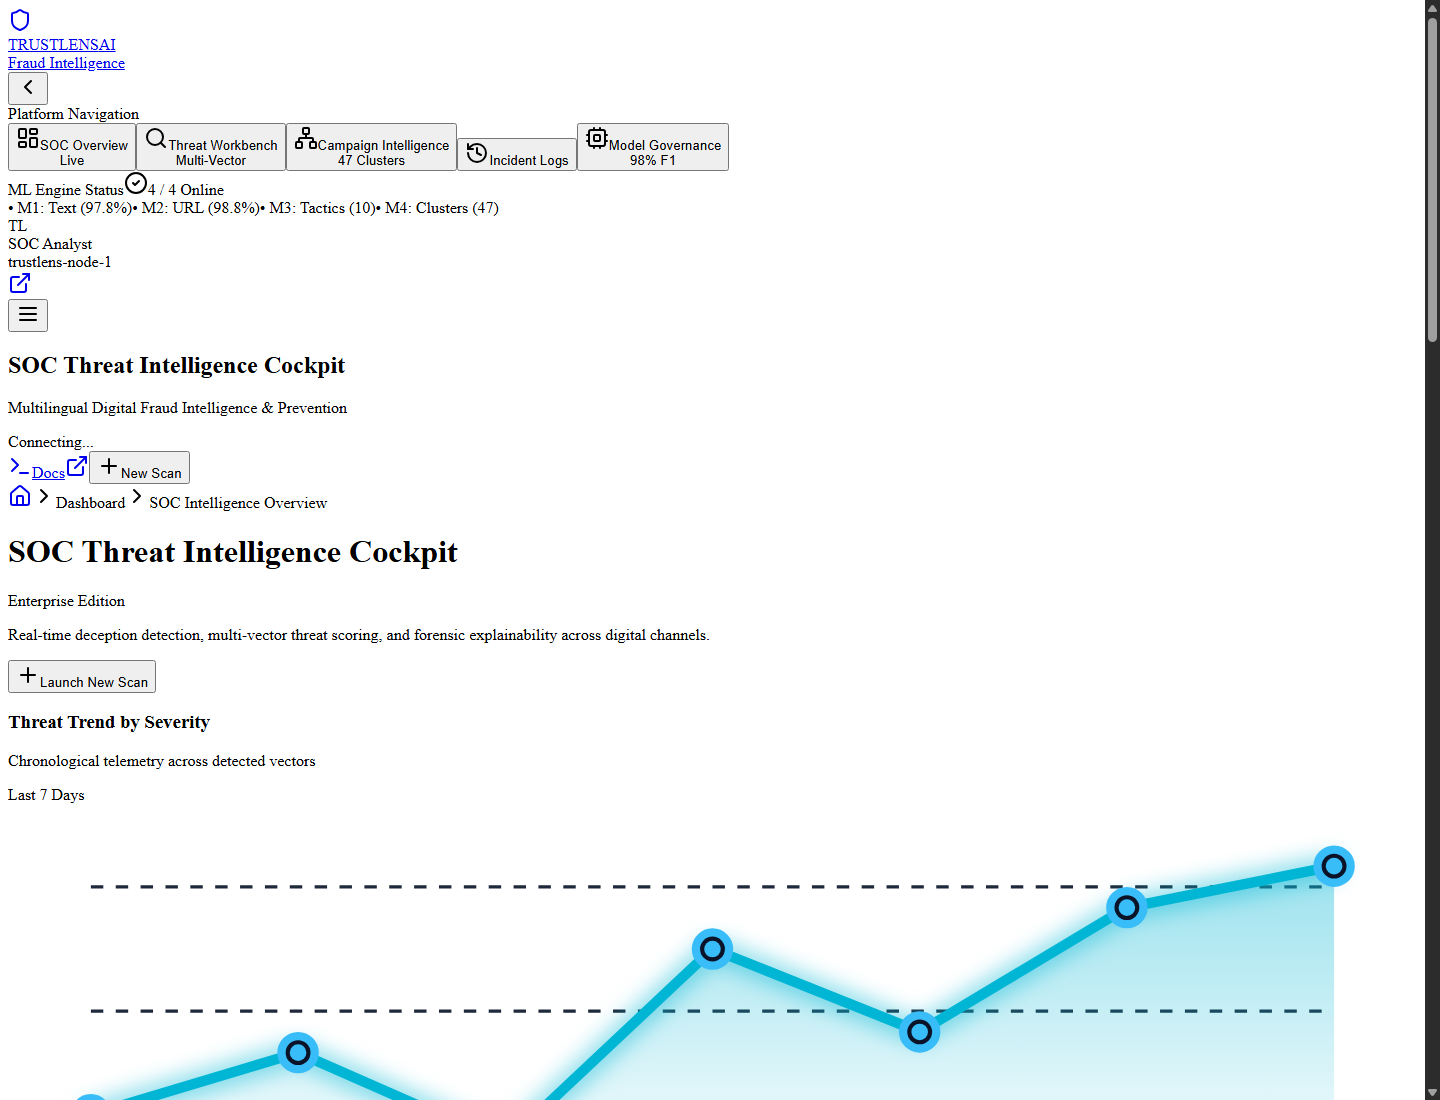 TRUSTLENSAI
Fraud Intelligence
Platform Navigation
SOC Overview
Live
Threat Workbench
Multi-Vector
Campaign Intelligence
47 Clusters
Incident Logs
Model Governance
98% F1
ML Engine Status 4 / 4 Online
• M1: Text (97.8%)• M2: URL (98.8%)• M3: Tactics (10)• M4: Clusters (47)
TL
SOC Analyst
trustlens-node-1
SOC Threat Intelligence Cockpit
Multilingual Digital Fraud Intelligence & Prevention
Connecting...
Docs New Scan
Dashboard SOC Intelligence Overview
SOC Threat Intelligence Cockpit
Enterprise Edition
Real-time deception detection, multi-vector threat scoring, and forensic explainability across digital channels.
Launch New Scan
Threat Trend by Severity
Chronological telemetry across detected vectors
Last 7 Days